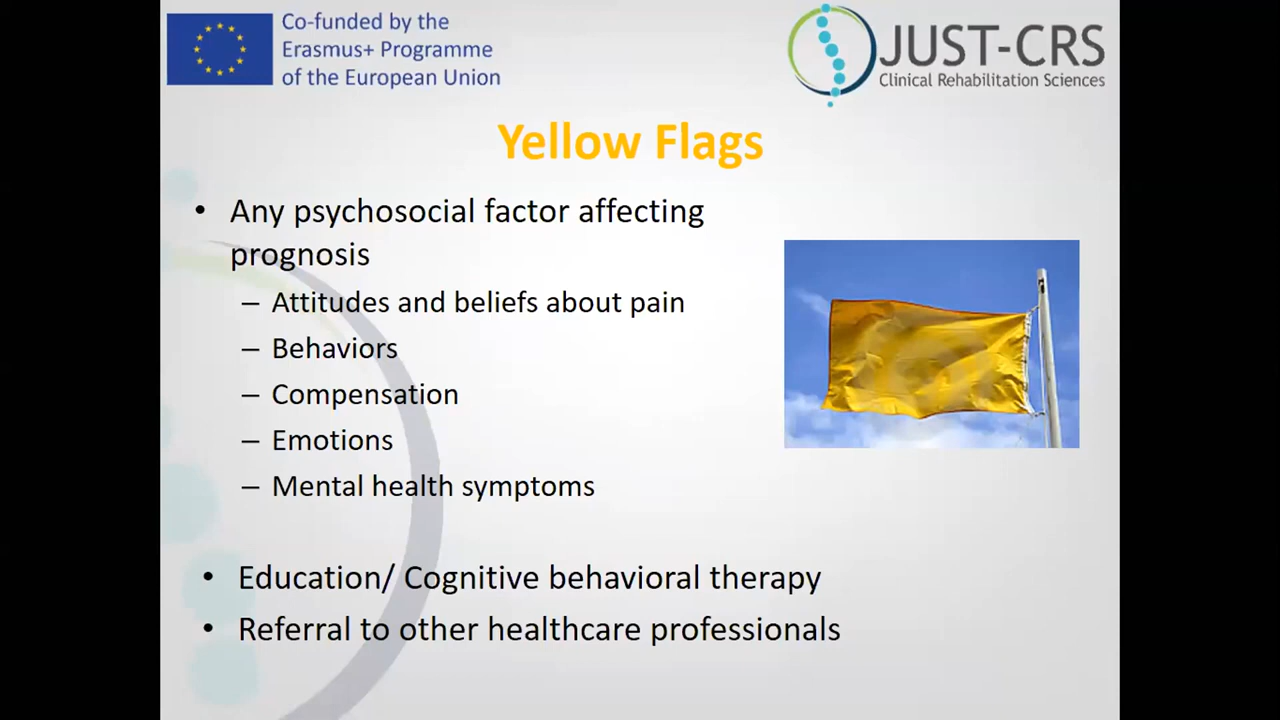 Co-funded by the
Erasmus+ Programme
of the European Union
JUST-CRS
Clinical Rehabilitation Sciences
Yellow Flags
• Any psychosocial factor affecting
prognosis
– Attitudes and beliefs about pain
– Behaviors
– Compensation
– Emotions
– Mental health symptoms
• Education/ Cognitive behavioral therapy
• Referral to other healthcare professionals